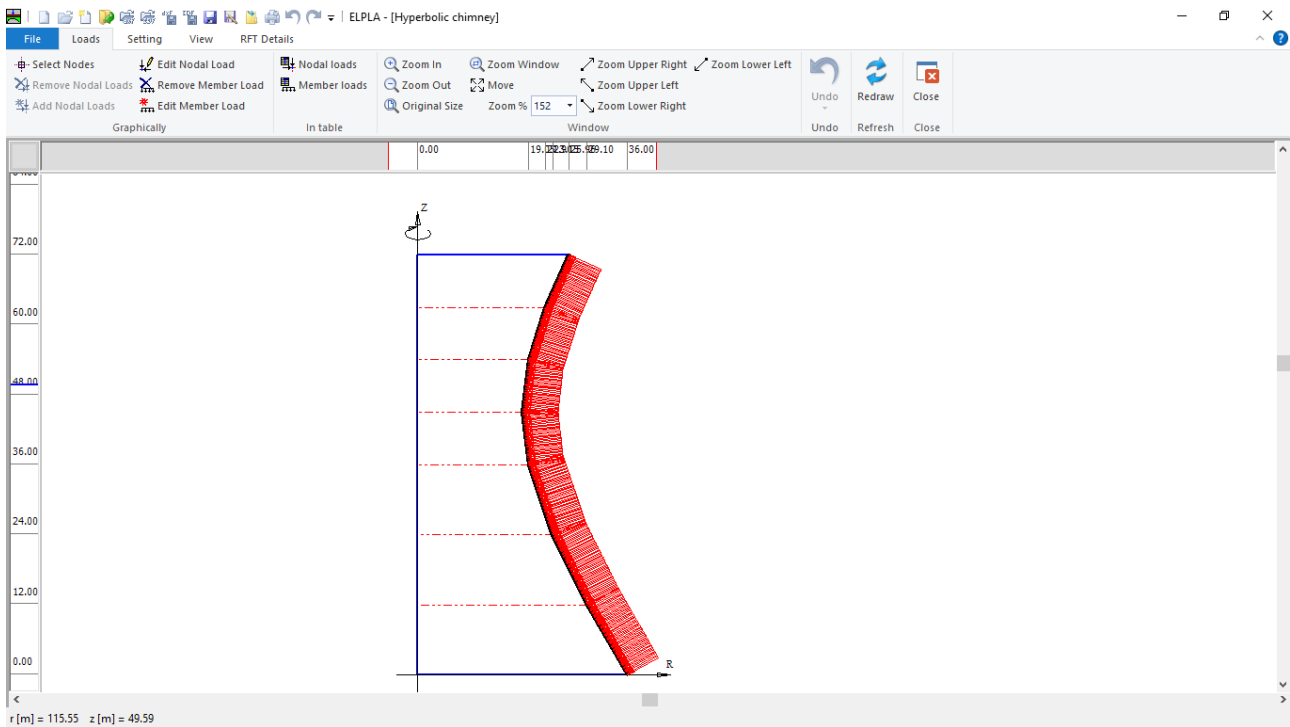 ELPLA - [Hyperbolic chimney]
File Loads Setting View RFT Details
Select Nodes Edit Nodal Load Nodal loads Zoom In Zoom Window Zoom Upper Right Zoom Lower Left
Remove Nodal Loads Remove Member Load Member loads Zoom Out Move Zoom Upper Left Undo Redraw Close
Add Nodal Loads Edit Member Load Original Size Zoom % 152 Zoom Lower Right
Graphically In table Window Undo Refresh Close
0.00 36.00
Z
72.00
60.00
48.00
36.00
24.00
12.00
0.00
R
r [m] = 115.55 z [m] = 49.59